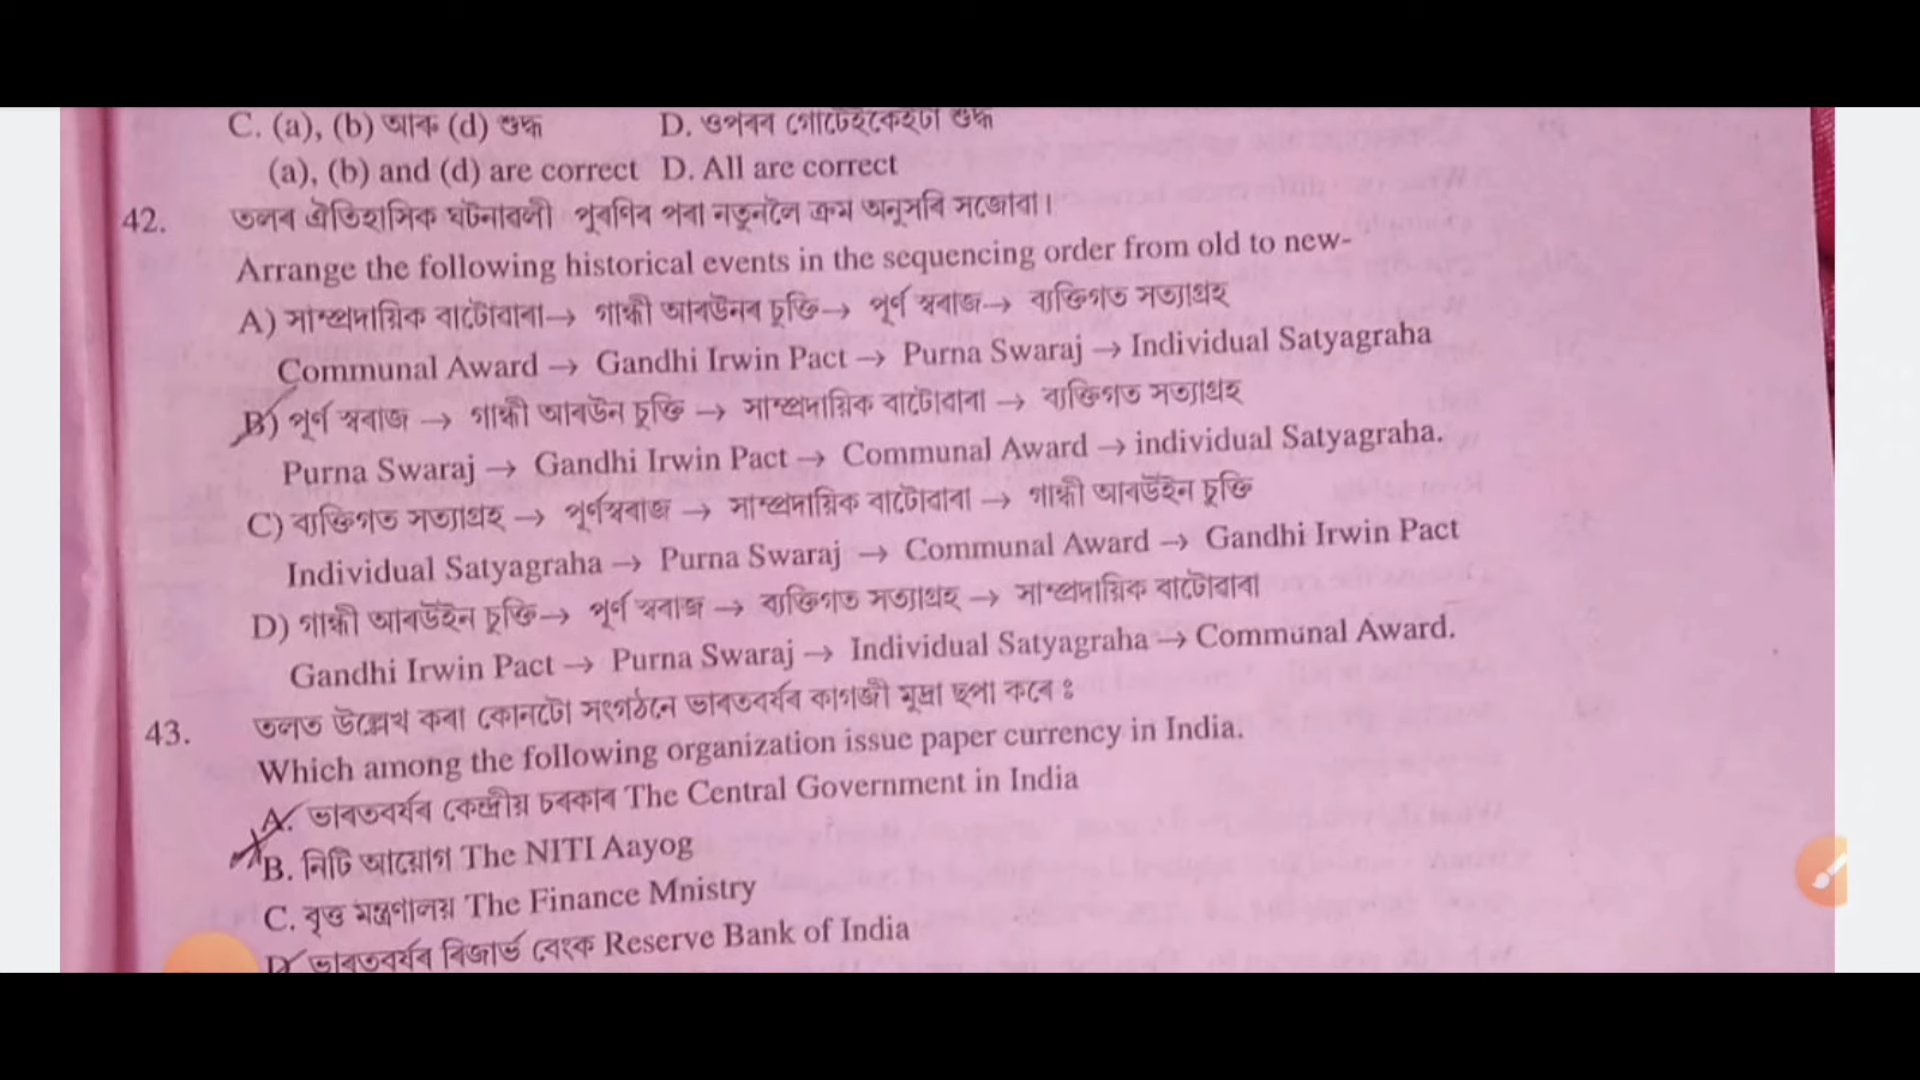 C. (a), (b) আৰু (d) শুদ্ধ D. ওপৰৰ গোটেইকেইটা শুদ্ধ
(a), (b) and (d) are correct D. All are correct
42. তলৰ ঐতিহাসিক ঘটনাৱলী পূৰণিৰ পৰা নতুনলৈ ক্ৰম অনুসৰি সজোৱা।
Arrange the following historical events in the sequencing order from old to new-
A) সাম্প্ৰদায়িক বাটোৱাৰা→ গান্ধী আৰউনৰ চুক্তি→ পূৰ্ণ স্বৰাজ→ ব্যক্তিগত সত্যাগ্ৰহ
Communal Award → Gandhi Irwin Pact → Purna Swaraj → Individual Satyagraha
B) পূৰ্ণ স্বৰাজ → গান্ধী আৰউন চুক্তি → সাম্প্ৰদায়িক বাটোৱাৰা → ব্যক্তিগত সত্যাগ্ৰহ
Purna Swaraj → Gandhi Irwin Pact → Communal Award → individual Satyagraha.
C) ব্যক্তিগত সত্যাগ্ৰহ → পূৰ্ণস্বৰাজ → সাম্প্ৰদায়িক বাটোৱাৰা → গান্ধী আৰউইন চুক্তি
Individual Satyagraha → Purna Swaraj → Communal Award → Gandhi Irwin Pact
D) গান্ধী আৰউইন চুক্তি→ পূৰ্ণ স্বৰাজ → ব্যক্তিগত সত্যাগ্ৰহ → সাম্প্ৰদায়িক বাটোৱাৰা
Gandhi Irwin Pact → Purna Swaraj → Individual Satyagraha → Communal Award.
43. তলত উল্লেখ কৰা কোনটো সংগঠনে ভাৰতবৰ্ষৰ কাগজী মুদ্ৰা ছপা কৰে ঃ
Which among the following organization issue paper currency in India.
A. ভাৰতবৰ্ষৰ কেন্দ্ৰীয় চৰকাৰ The Central Government in India
B. নিটি আয়োগ The NITI Aayog
C. বৃত্ত মন্ত্ৰণালয় The Finance Mnistry
D. ভাৰতবৰ্ষৰ ৰিজাৰ্ভ বেংক Reserve Bank of India